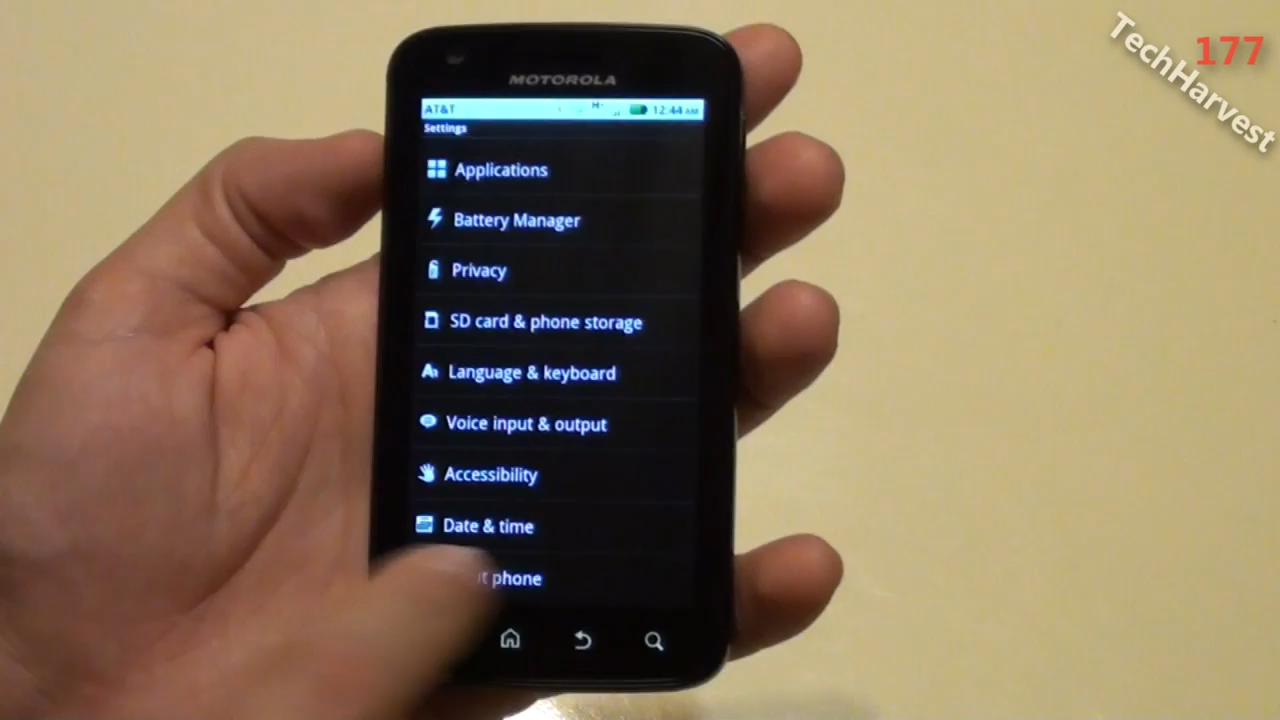 TechHarvest
177
MOTOROLA
AT&T
H+
12:44 AM
Settings
Applications
Battery Manager
Privacy
SD card & phone storage
Language & keyboard
Voice input & output
Accessibility
Date & time
t phone